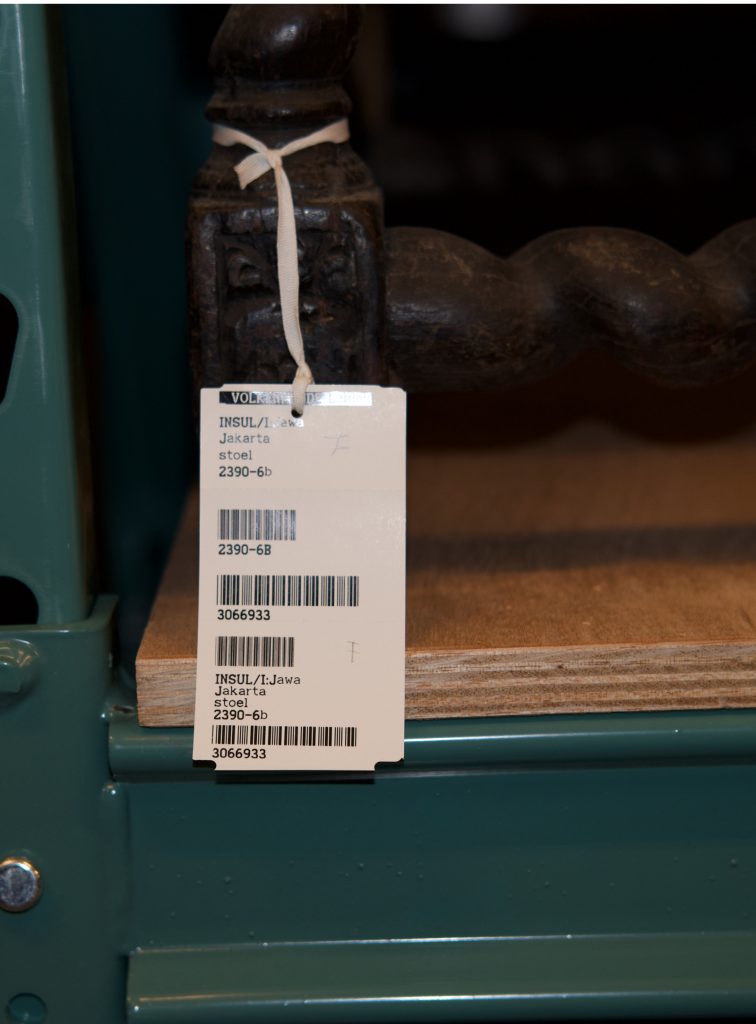 INSUL/I:Jawa
Jakarta
stoel
2390-6b
2390-6B
3066933
INSUL/I:Jawa
Jakarta
stoel
2390-6b
3066933